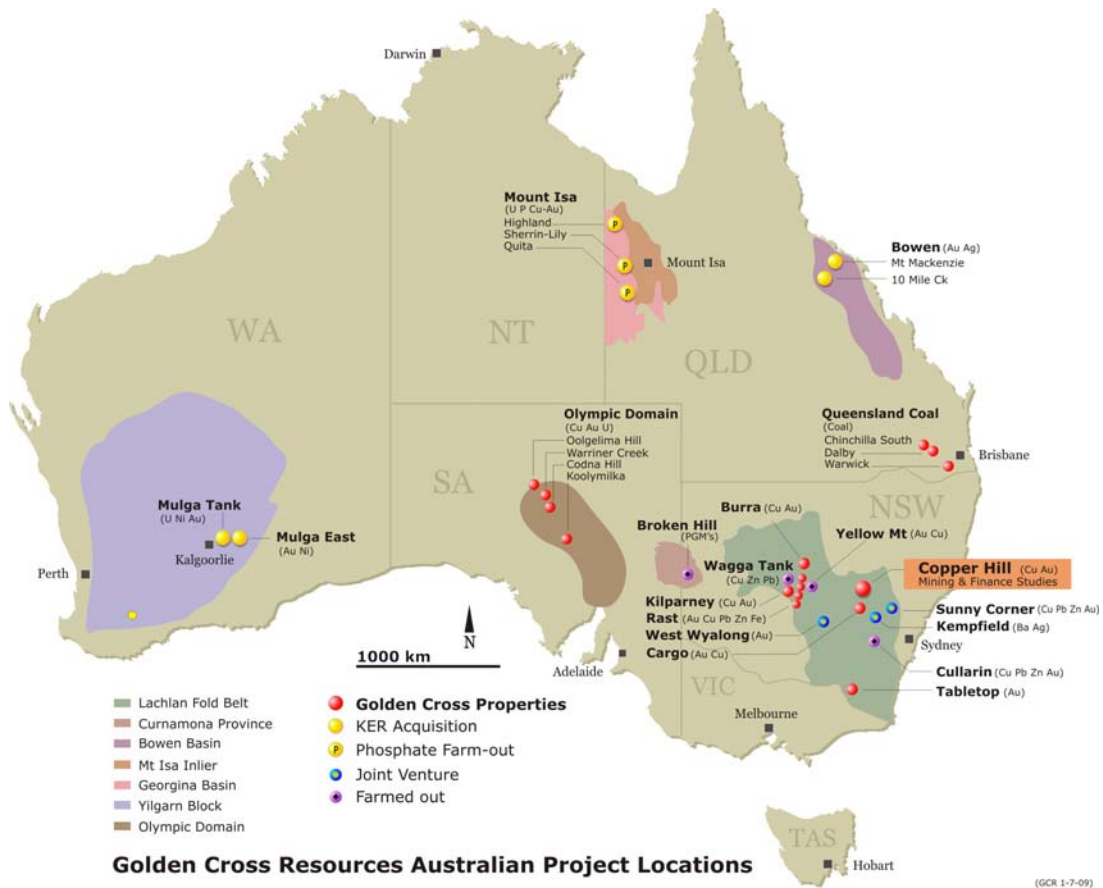 Darwin
Mount Isa
(U P Cu-Au)
Highland
Sherrin-Lily
Quita
P
P
P
Mount Isa
Bowen (Au Ag)
Mt Mackenzie
10 Mile Ck
WA
NT
QLD
Olympic Domain
(Cu Au U)
Oolgelima Hill
Warriner Creek
Codna Hill
Koolymilka
Queensland Coal
(Coal)
Chinchilla South
Dalby
Warwick
Brisbane
SA
NSW
Mulga Tank
(U Ni Au)
Kalgoorlie
Mulga East
(Au Ni)
Perth
Burra (Cu Au)
Broken Hill
(PGM's)
Yellow Mt (Au Cu)
Wagga Tank
(Cu Zn Pb)
Copper Hill (Cu Au)
Mining & Finance Studies
Kilparney (Cu Au)
Rast (Au Cu Pb Zn Fe)
West Wyalong (Au)
Cargo (Au Cu)
Sunny Corner (Cu Pb Zn Au)
Kempfield (Ba Ag)
Sydney
Cullarin (Cu Pb Zn Au)
Tabletop (Au)
N
1000 km
Adelaide
VIC
Melbourne
Lachlan Fold Belt
Curnamona Province
Bowen Basin
Mt Isa Inlier
Georgina Basin
Yilgarn Block
Olympic Domain
Golden Cross Properties
KER Acquisition
P Phosphate Farm-out
Joint Venture
Farmed out
TAS
Hobart
Golden Cross Resources Australian Project Locations
(GCR 1-7-09)